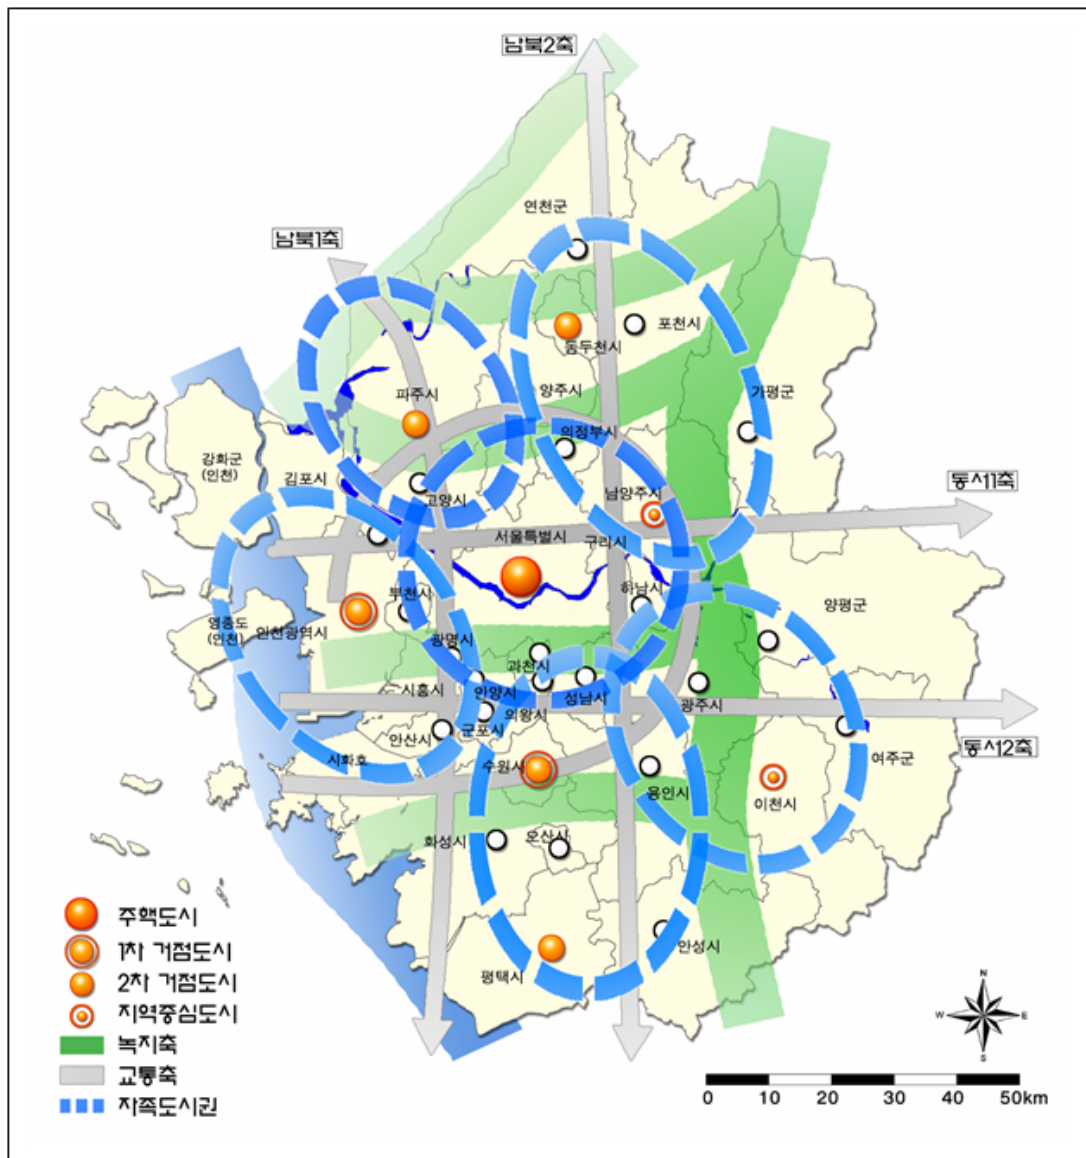 남북2축
연천군
남북1축
포천시
동두천시
양주시
가평군
파주시
의정부시
강화군
(인천)
김포시
고양시
남양주시
동서1축
서울특별시
구리시
부천시
하남시
양평군
영종도
(인천)
인천광역시
광명시
과천시
시흥시
안양시
성남시
광주시
의왕시
군포시
안산시
동서2축
여주군
시화호
수원시
용인시
이천시
화성시
오산시
안성시
평택시
주핵도시
1차 거점도시
2차 거점도시
지역중심도시
녹지축
교통축
자족도시권
N
W
E
S
0 10 20 30 40 50km